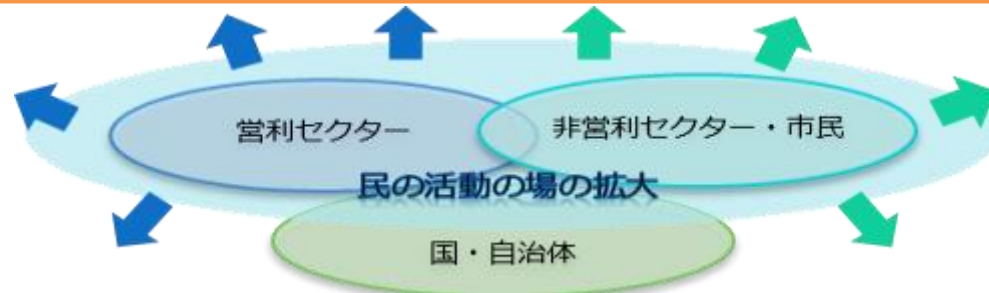 営利セクター
非営利セクター・市民
民の活動の場の拡大
国・自治体